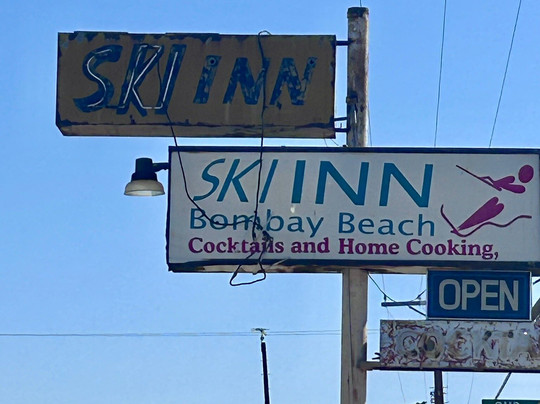 SKI INN
SKI INN
Bombay Beach
Cocktails and Home Cooking,
OPEN